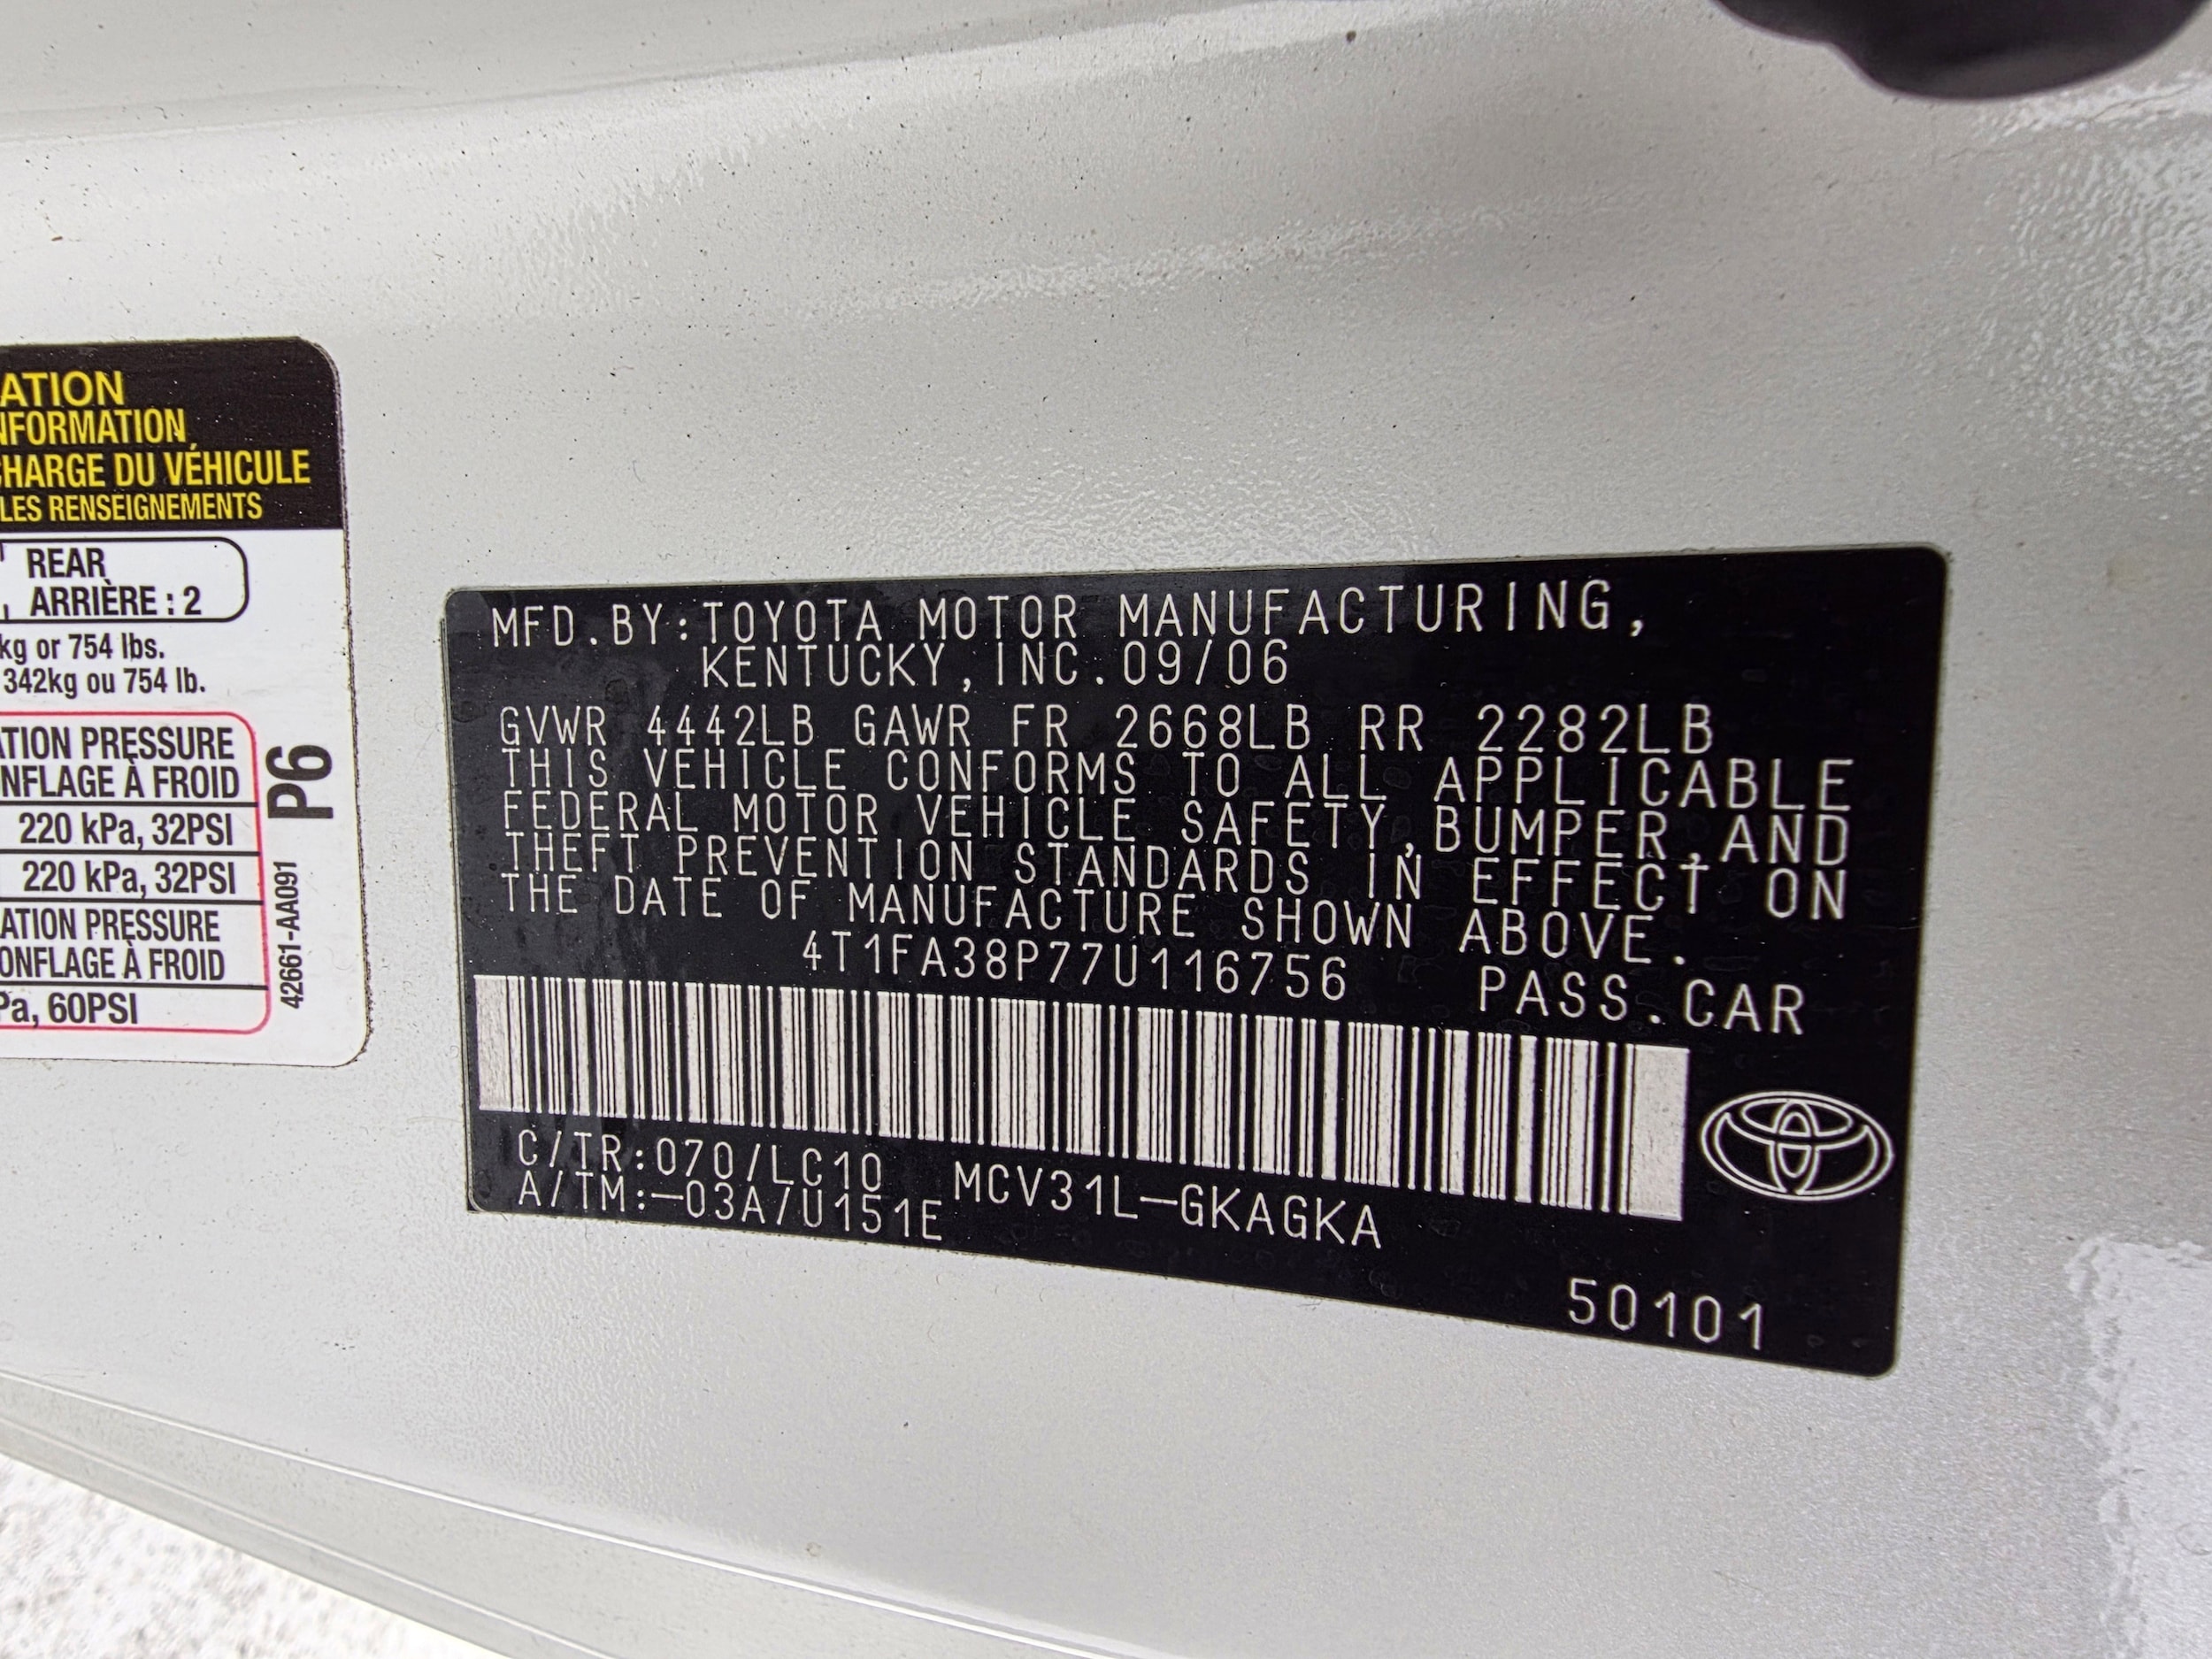 ATION
NFORMATION
CHARGE DU VÉHICULE
LES RENSEIGNEMENTS
REAR
ARRIÈRE : 2
kg or 754 lbs.
342kg ou 754 lb.
ATION PRESSURE
NFLAGE À FROID
220 kPa, 32PSI
220 kPa, 32PSI
ATION PRESSURE
ONFLAGE À FROID
Pa, 60PSI
P6
42661-AA091
MFD.BY:TOYOTA MOTOR MANUFACTURING,
KENTUCKY,INC.09/06
GVWR 4442LB GAWR FR 2668LB RR 2282LB
THIS VEHICLE CONFORMS TO ALL APPLICABLE
FEDERAL MOTOR VEHICLE SAFETY,BUMPER,AND
THEFT PREVENTION STANDARDS IN EFFECT ON
THE DATE OF MANUFACTURE SHOWN ABOVE.
4T1FA38P77U116756 PASS.CAR
C/TR:070/LC10 MCV31L-GKAGKA
A/TM:-03A/U151E
50101